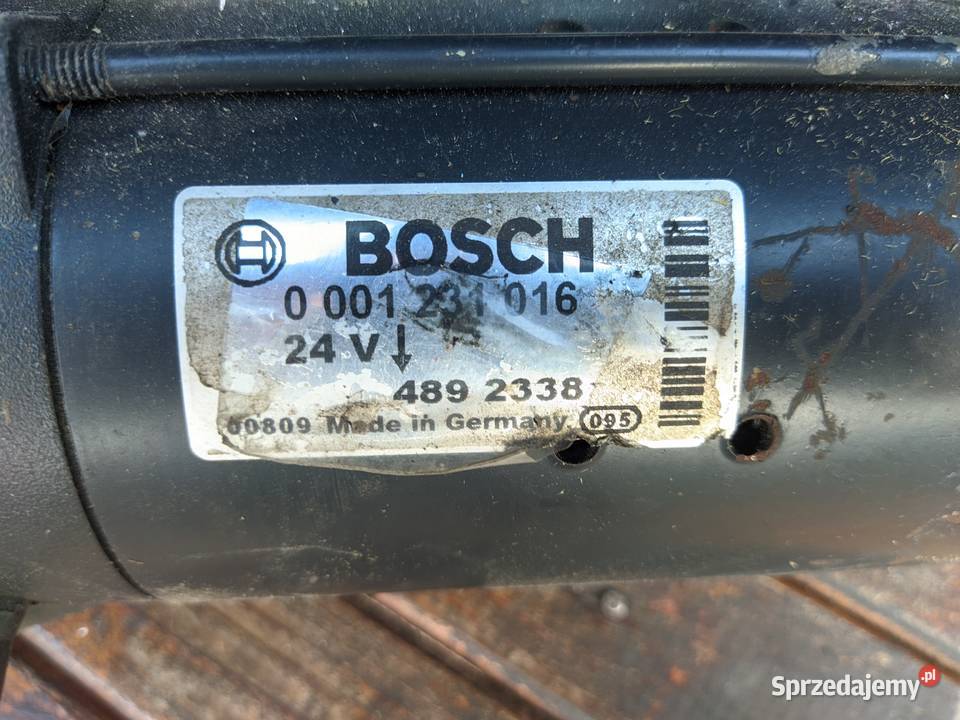 BOSCH
0 001 231 016
24 V ↓
489 2338
00809 Made in Germany 095
Sprzedajemy.pl